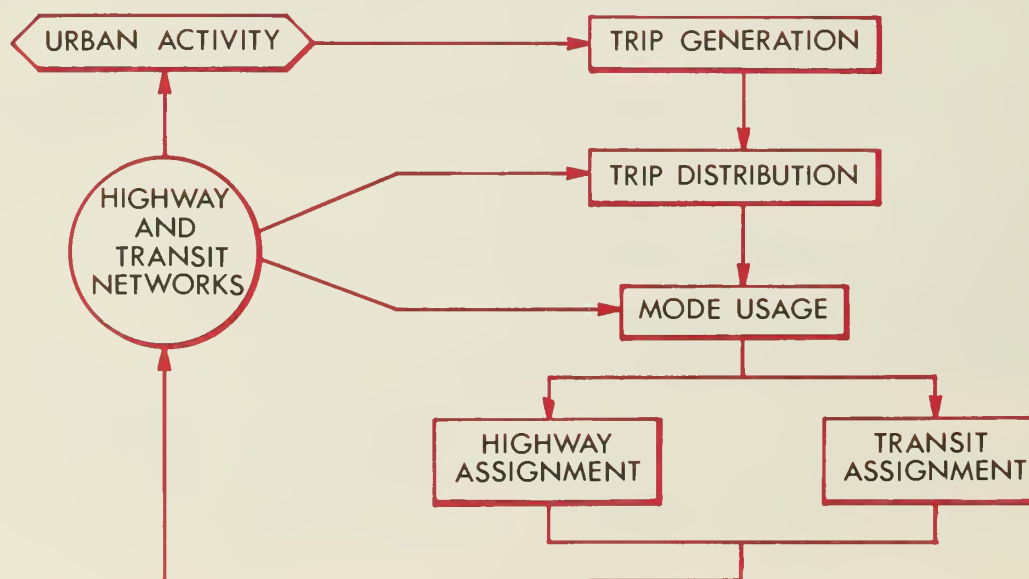 URBAN ACTIVITY
TRIP GENERATION
HIGHWAY
AND
TRANSIT
NETWORKS
TRIP DISTRIBUTION
MODE USAGE
HIGHWAY
ASSIGNMENT
TRANSIT
ASSIGNMENT